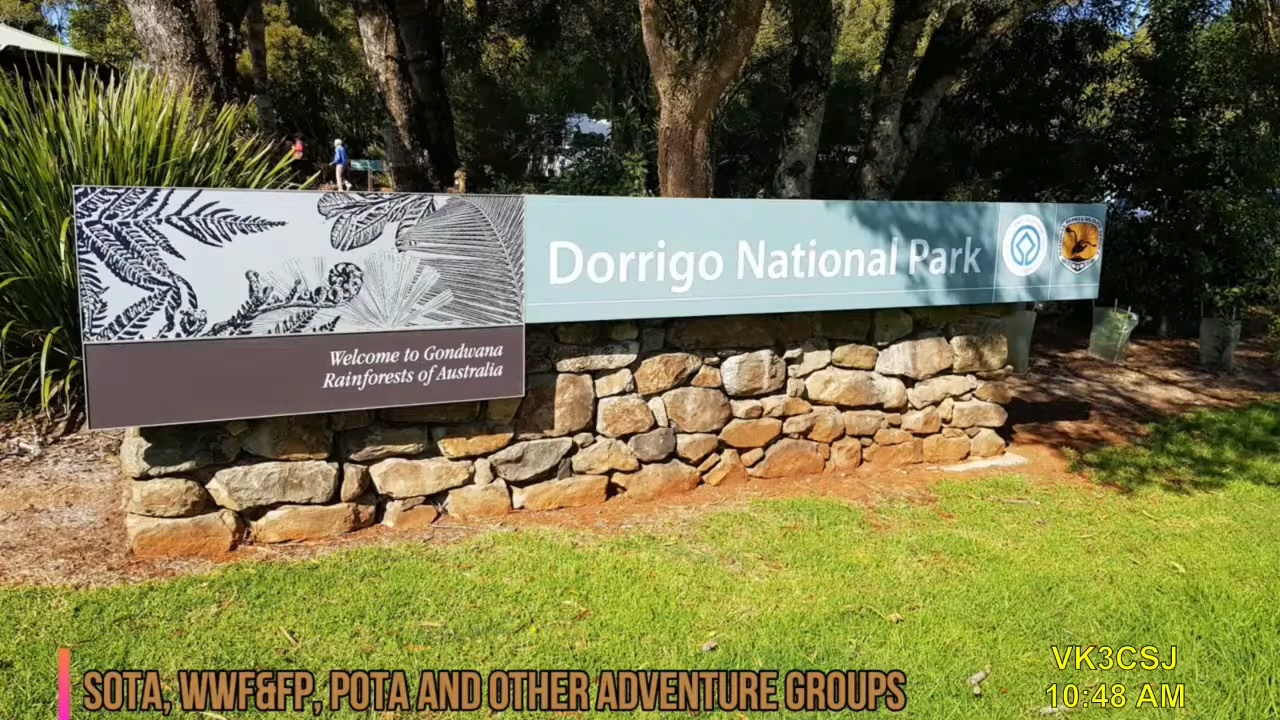 Dorrigo National Park
Welcome to Gondwana
Rainforests of Australia
SOTA, WWF&FP, POTA AND OTHER ADVENTURE GROUPS
VK3CSJ
10:48 AM